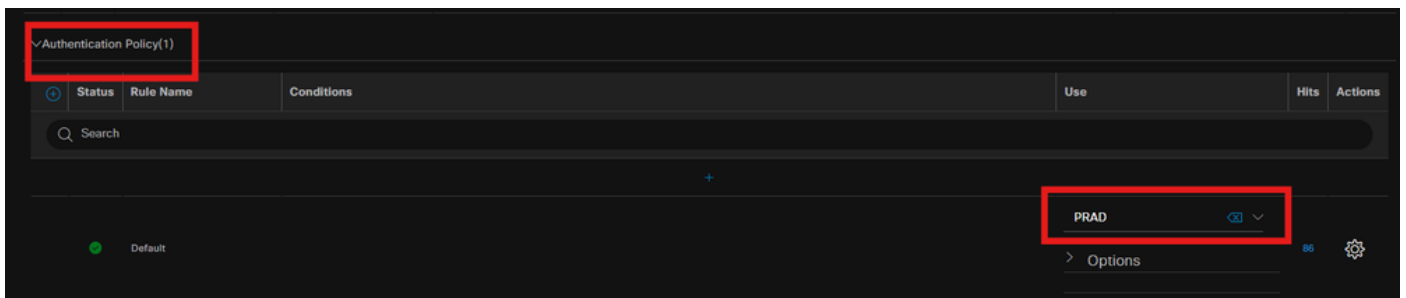 Authentication Policy(1)
Status Rule Name Conditions Use Hits Actions
Search
+
PRAD
Default 86
Options